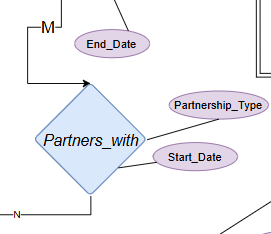 M
End_Date
Partnership_Type
Partners_with
Start_Date
N